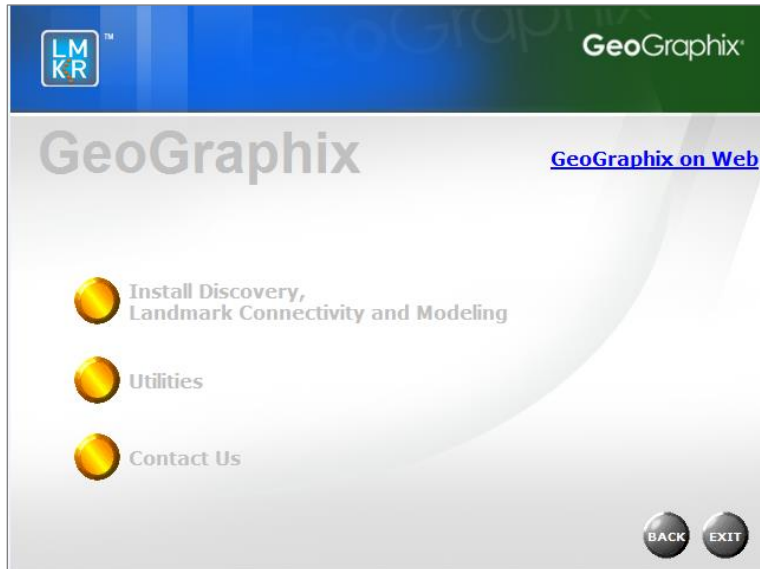 LM
KR
TM
GeoGraphix
GeoGraphix®
GeoGraphix
GeoGraphix on Web
Install Discovery,
Landmark Connectivity and Modeling
Utilities
Contact Us
BACK
EXIT